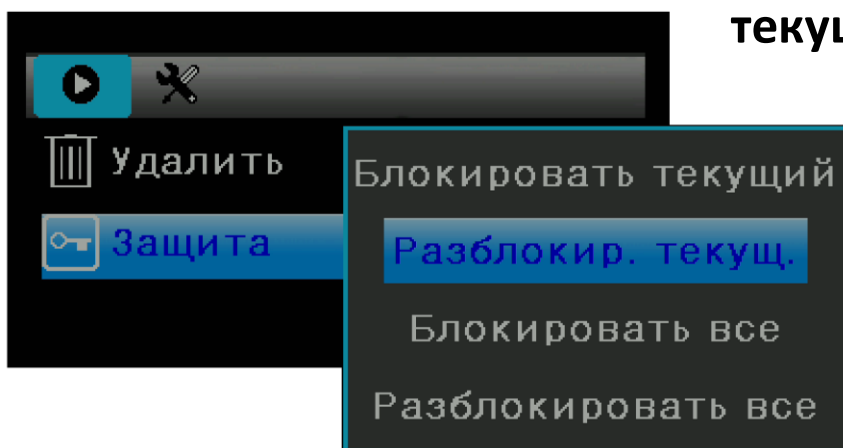 Удалить
Защита
Блокировать текущий
Разблокир. текущ.
Блокировать все
Разблокировать все